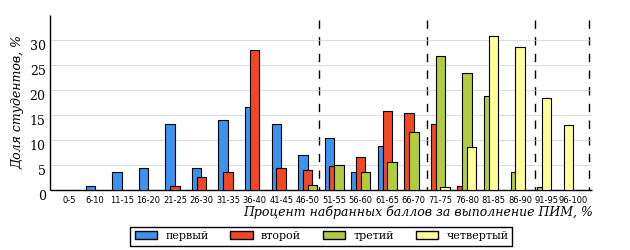 Доля студентов, %
30
25
20
15
10
5
0
0-5 6-10 11-15 16-20 21-25 26-30 31-35 36-40 41-45 46-50 51-55 56-60 61-65 66-70 71-75 76-80 81-85 86-90 91-95 96-100
Процент набранных баллов за выполнение ПИМ, %
первый второй третий четвертый